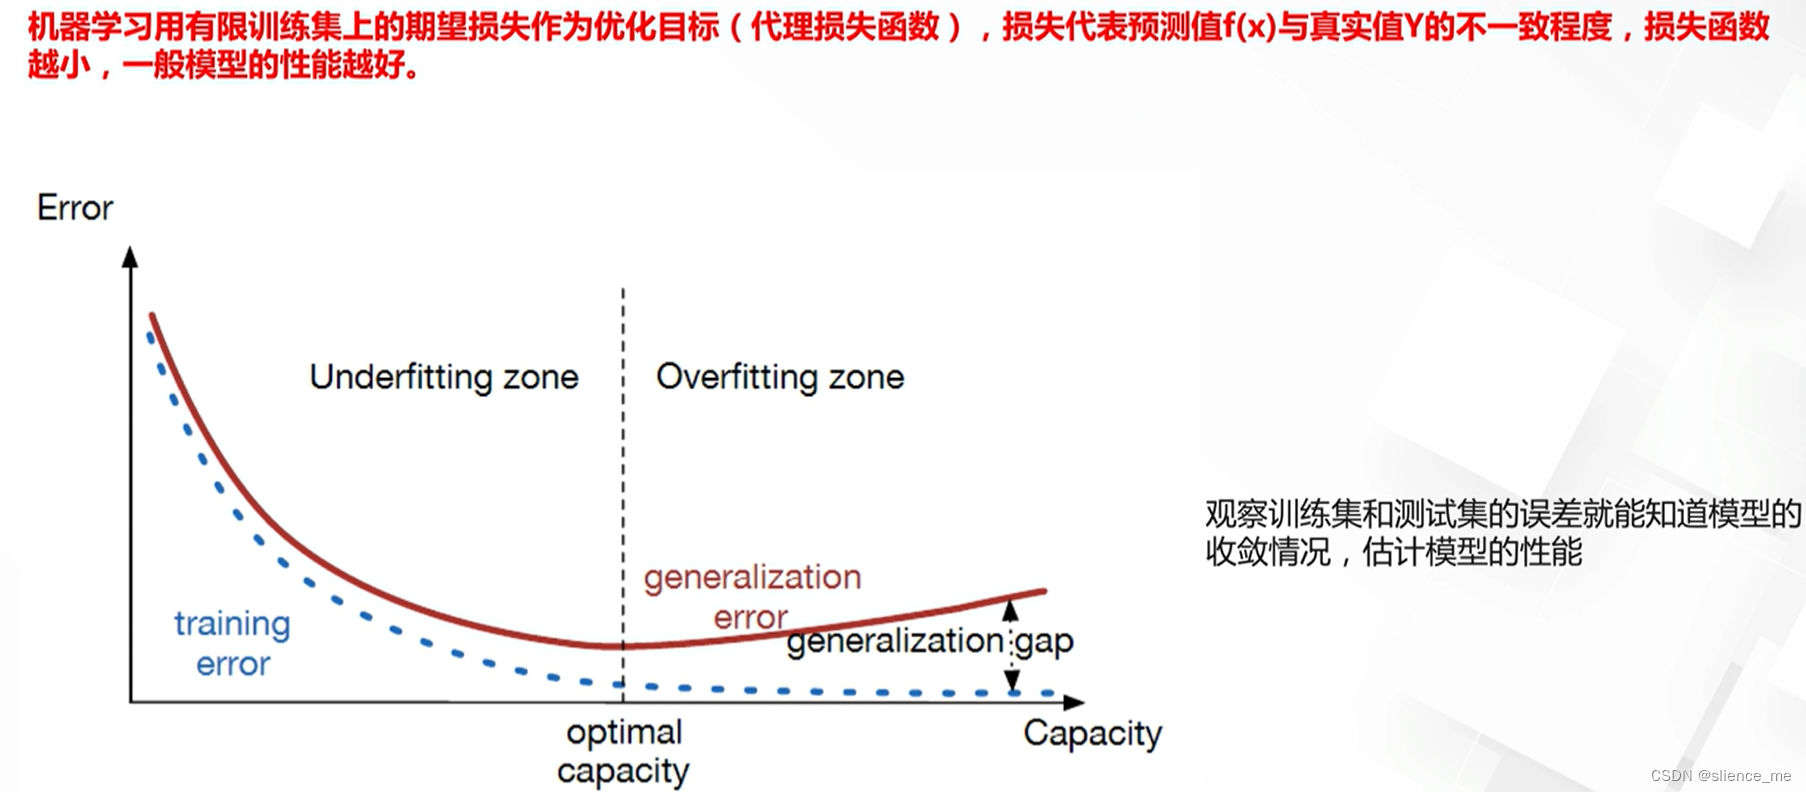 机器学习用有限训练集上的期望损失作为优化目标（代理损失函数），损失代表预测值f(x)与真实值Y的不一致程度，损失函数
越小，一般模型的性能越好。
Error
Underfitting zone
Overfitting zone
观察训练集和测试集的误差就能知道模型的
收敛情况，估计模型的性能
generalization
error
generalization gap
training
error
optimal
capacity
Capacity
CSDN @slience_me